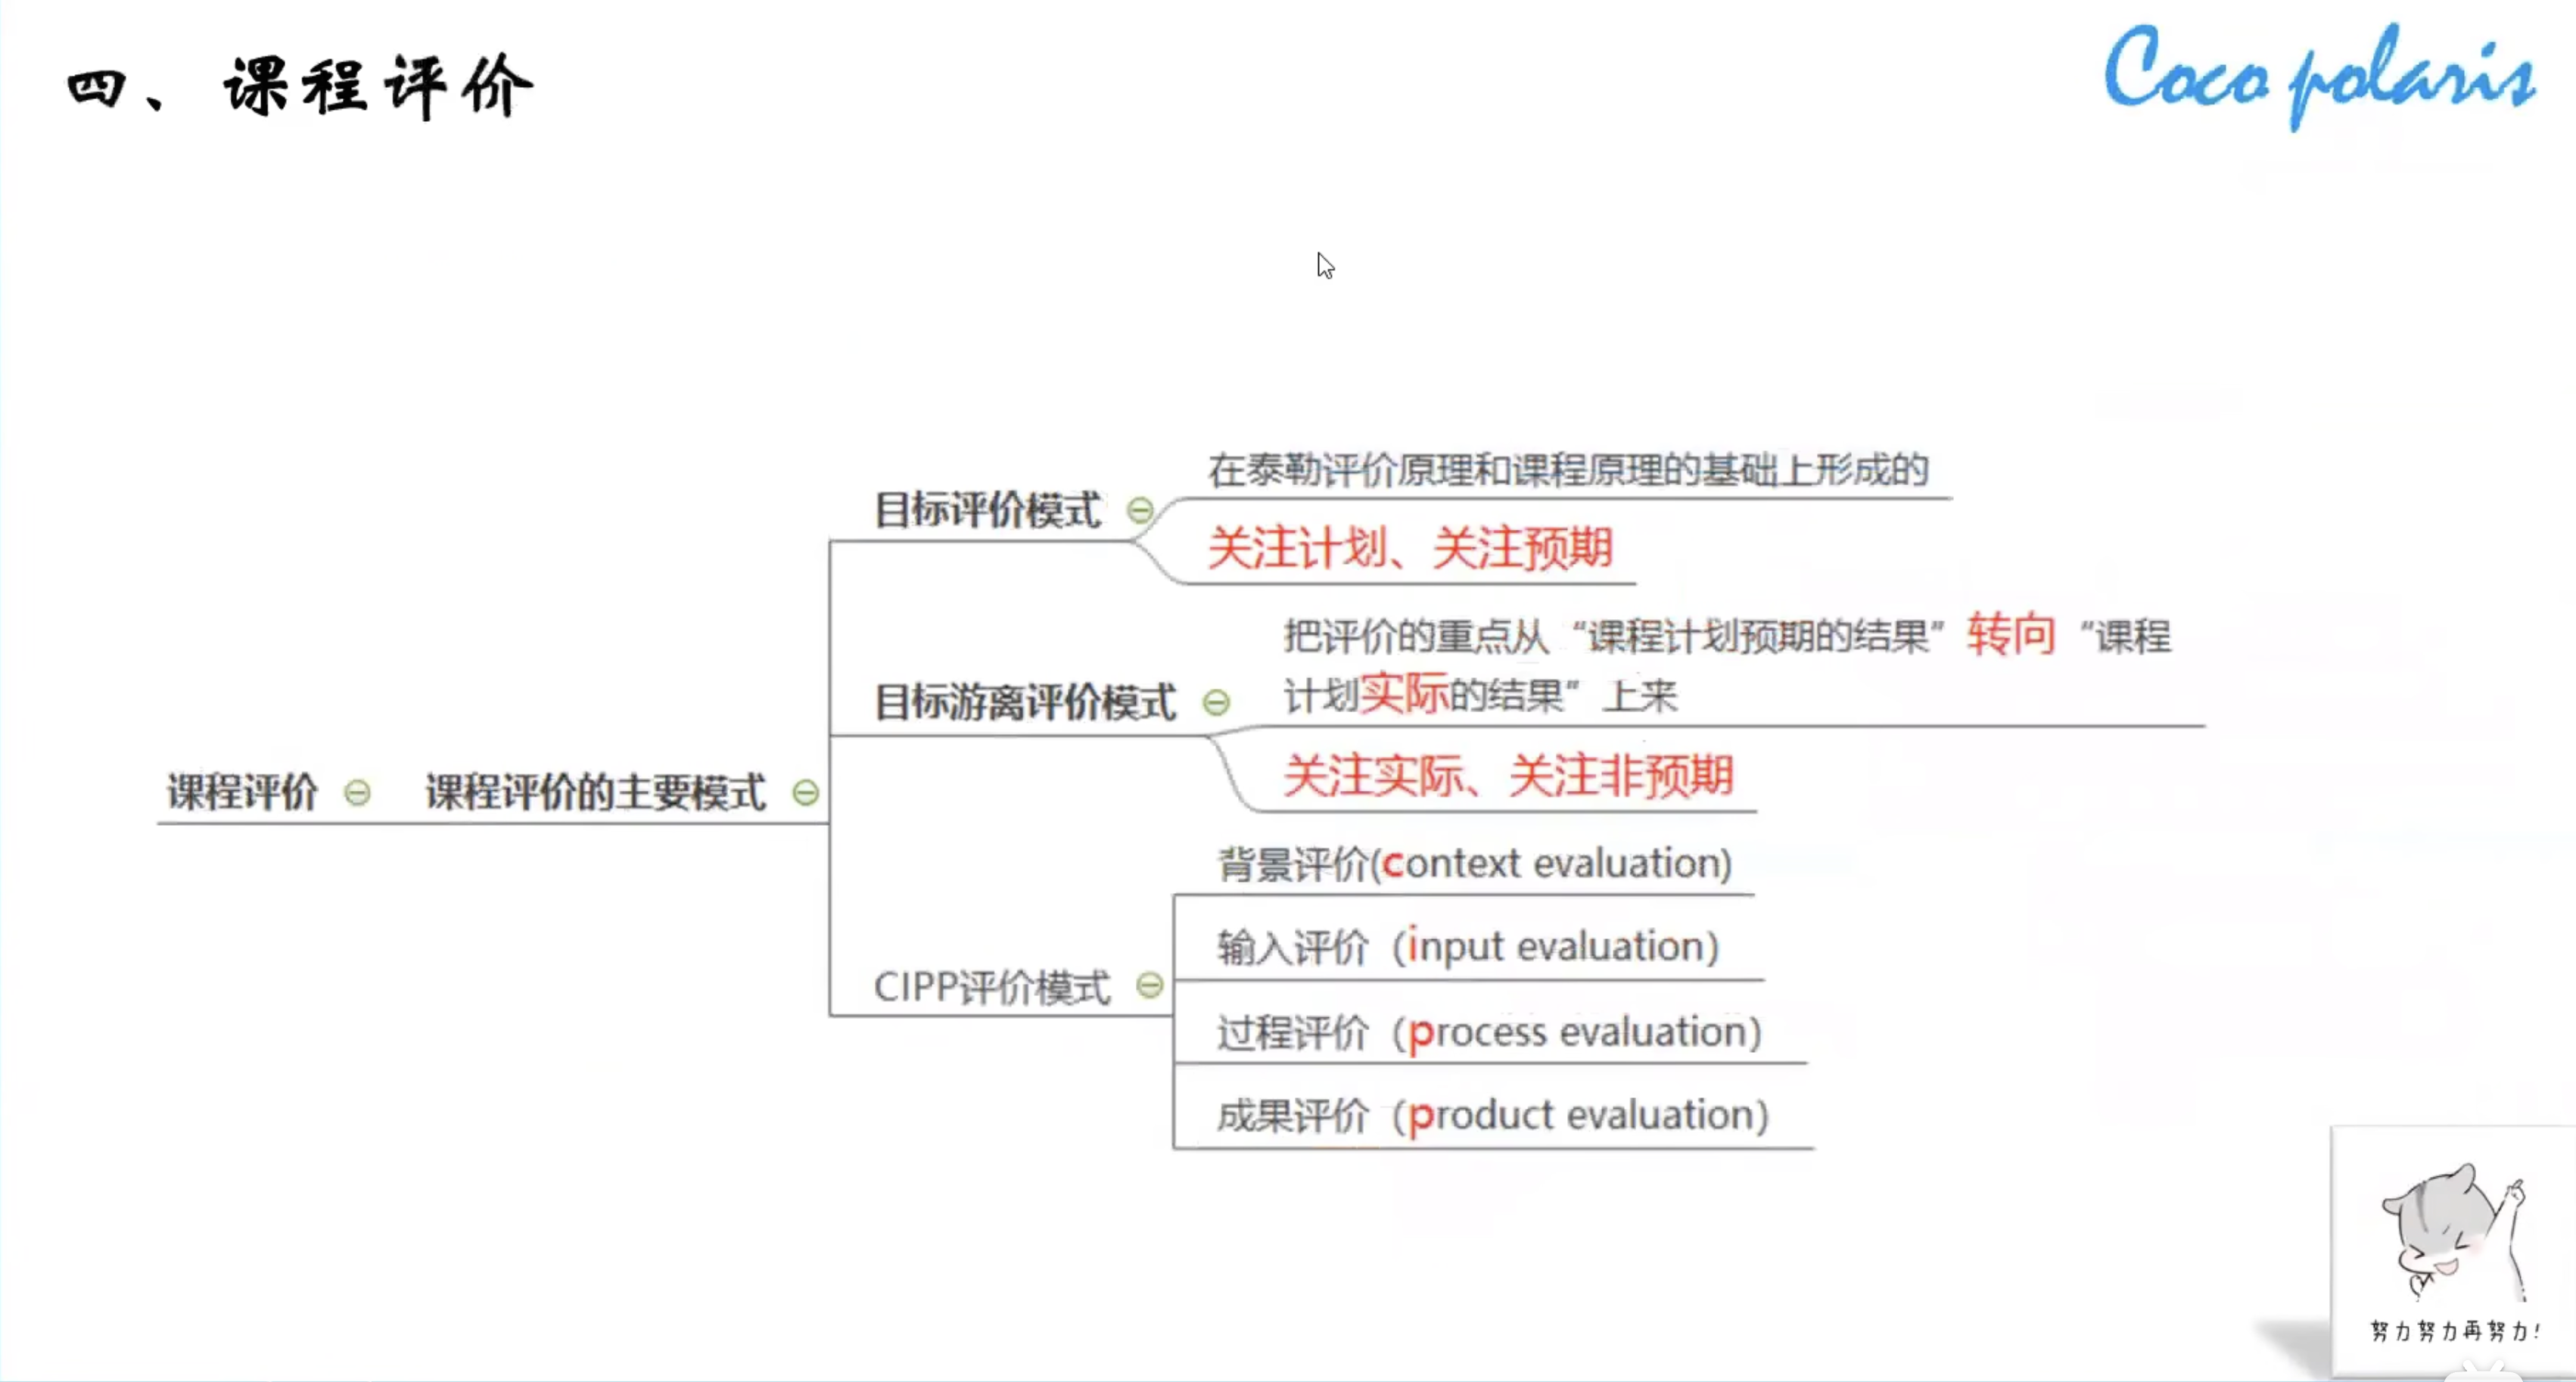 四、课程评价
Coco polaris
在泰勒评价原理和课程原理的基础上形成的
目标评价模式
关注计划、关注预期
把评价的重点从“课程计划预期的结果”转向“课程
计划实际的结果”上来
目标游离评价模式
关注实际、关注非预期
课程评价
课程评价的主要模式
背景评价(context evaluation)
输入评价（input evaluation）
CIPP评价模式
过程评价（process evaluation）
成果评价（product evaluation）
努力努力再努力!